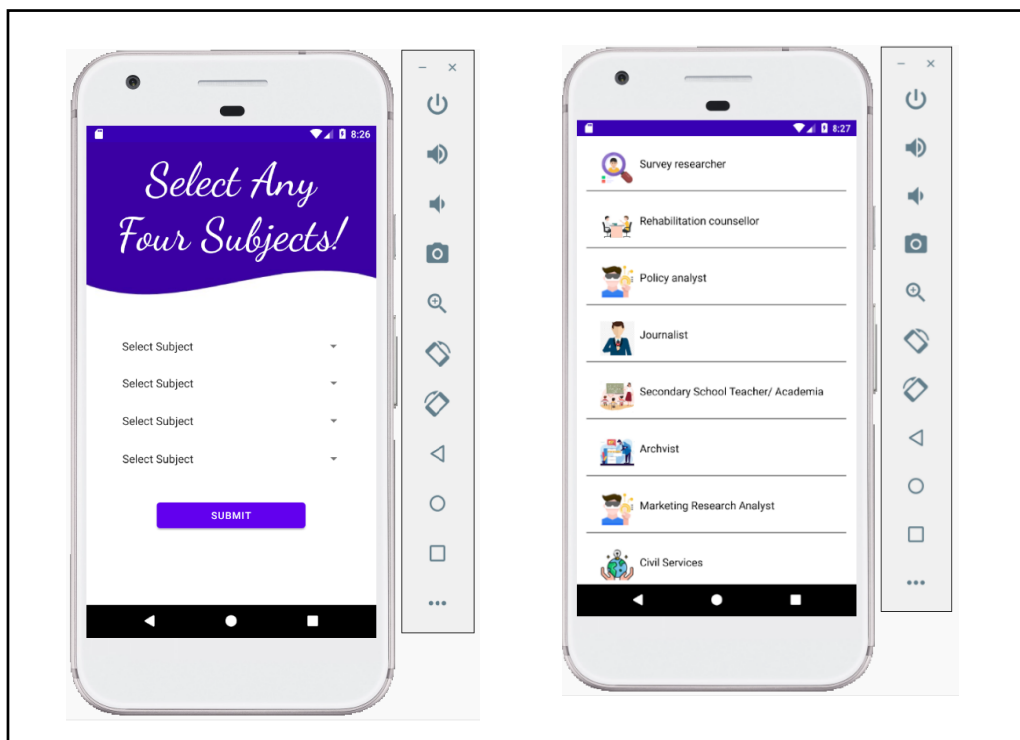 8:26
Select Any
Four Subjects!
Select Subject
Select Subject
Select Subject
Select Subject
SUBMIT
8:27
Survey researcher
Rehabilitation counsellor
Policy analyst
Journalist
Secondary School Teacher/ Academia
Archvist
Marketing Research Analyst
Civil Services